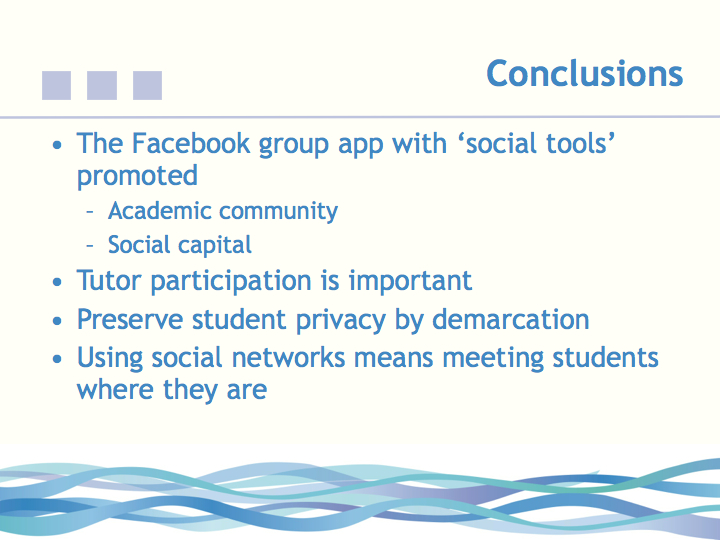 Conclusions
• The Facebook group app with ‘social tools’
promoted
– Academic community
– Social capital
• Tutor participation is important
• Preserve student privacy by demarcation
• Using social networks means meeting students
where they are